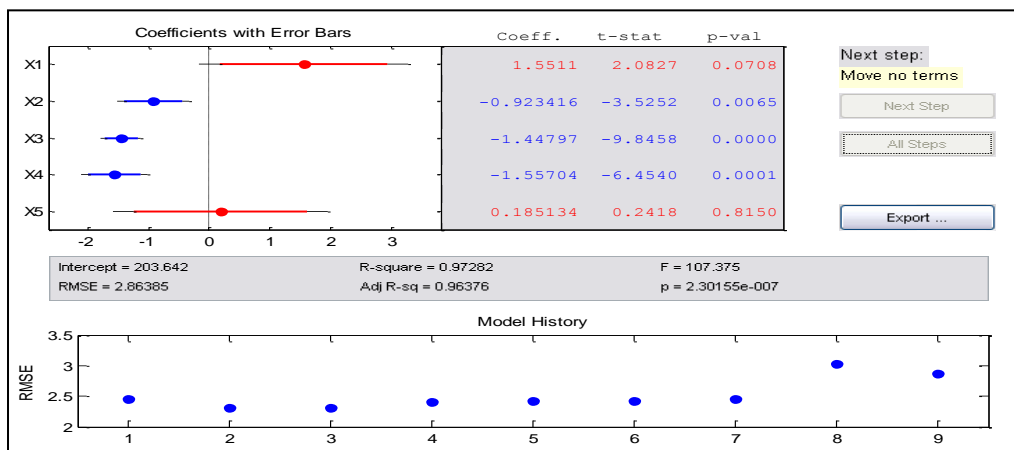 Coefficients with Error Bars
Coeff. t-stat p-val
X1 1.5511 2.0827 0.0708
X2 -0.923416 -3.5252 0.0065
X3 -1.44797 -9.8458 0.0000
X4 -1.55704 -6.4540 0.0001
X5 0.185134 0.2418 0.8150
-2 -1 0 1 2 3
Next step:
Move no terms
Next Step
All Steps
Export ...
Intercept = 203.642 R-square = 0.97282 F = 107.375
RMSE = 2.86385 Adj R-sq = 0.96376 p = 2.30155e-007
Model History
RMSE
3.5
3
2.5
2
1 2 3 4 5 6 7 8 9